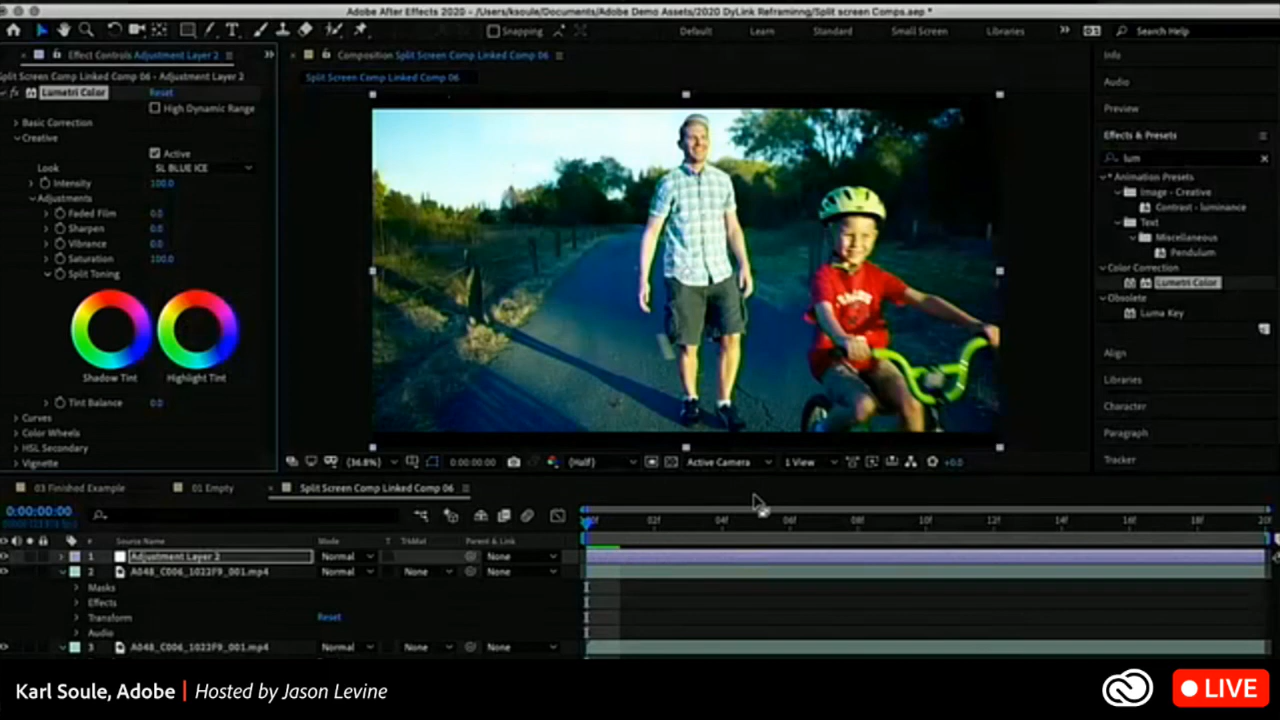 Adobe After Effects 2020 - /Users/ksoule/Documents/Adobe Demo Assets/2020 DyLink Reframinng/Split screen Comps.aep *
Snapping
Default
Learn
Standard
Small Screen
Libraries
Search Help
Effect Controls Adjustment Layer 2
Composition Split Screen Comp Linked Comp 06
Info
Split Screen Comp Linked Comp 06 - Adjustment Layer 2
Split Screen Comp Linked Comp 06
Audio
fx Lumetri Color
Reset
High Dynamic Range
Preview
Basic Correction
Creative
Effects & Presets
Active
lum
Look
SL BLUE ICE
* Animation Presets
Intensity
100.0
Image - Creative
Adjustments
Contrast - luminance
Faded Film
0.0
Text
Sharpen
0.0
Miscellaneous
Vibrance
0.0
Pendulum
Saturation
100.0
Color Correction
Split Toning
Lumetri Color
Obsolete
Luma Key
Shadow Tint
Highlight Tint
Align
Libraries
Tint Balance
0.0
Character
Curves
Color Wheels
Paragraph
HSL Secondary
Vignette
(36.8%)
0:00:00:00
(Half)
Active Camera
1 View
+0.0
Tracker
03 Finished Example
01 Empty
Split Screen Comp Linked Comp 06
0:00:00:00
02f
04f
06f
08f
10f
12f
14f
16f
18f
#
Source Name
Mode
T
TrkMat
Parent & Link
1
Adjustment Layer 2
Normal
None
2
A048_C006_1022F9_001.mp4
Normal
None
None
Masks
Effects
Transform
Reset
Audio
3
A048_C006_1022F9_001.mp4
Normal
None
None
Karl Soule, Adobe | Hosted by Jason Levine
LIVE